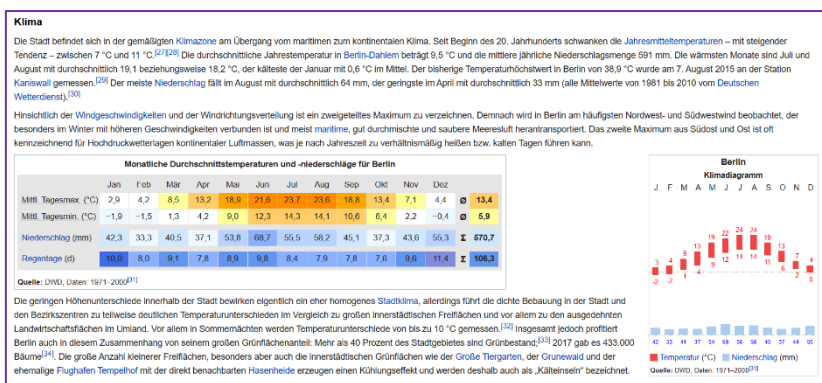 Klima
Die Stadt befindet sich in der gemäßigten Klimazone am Übergang vom maritimen zum kontinentalen Klima. Seit Beginn des 20. Jahrhunderts schwanken die Jahresmitteltemperaturen – mit steigender
Tendenz – zwischen 7 °C und 11 °C.[27][28] Die durchschnittliche Jahrestemperatur in Berlin-Dahlem beträgt 9,5 °C und die mittlere jährliche Niederschlagsmenge 591 mm. Die wärmsten Monate sind Juli und
August mit durchschnittlich 19,1 beziehungsweise 18,2 °C, der kälteste der Januar mit 0,6 °C im Mittel. Der bisherige Temperaturhöchstwert in Berlin von 38,9 °C wurde am 7. August 2015 an der Station
Kaniswall gemessen.[29] Der meiste Niederschlag fällt im August mit durchschnittlich 64 mm, der geringste im April mit durchschnittlich 33 mm (alle Mittelwerte von 1981 bis 2010 vom Deutschen
Wetterdienst).[30]
Hinsichtlich der Windgeschwindigkeiten und der Windrichtungsverteilung ist ein zweigeteiltes Maximum zu verzeichnen. Demnach wird in Berlin am häufigsten Nordwest- und Südwestwind beobachtet, der
besonders im Winter mit höheren Geschwindigkeiten verbunden ist und meist maritime, gut durchmischte und saubere Meeresluft herantransportiert. Das zweite Maximum aus Südost und Ost ist oft
kennzeichnend für Hochdruckwetterlagen kontinentaler Luftmassen, was je nach Jahreszeit zu verhältnismäßig heißen bzw. kalten Tagen führen kann.
Monatliche Durchschnittstemperaturen und -niederschläge für Berlin
Jan Feb Mär Apr Mai Jun Jul Aug Sep Okt Nov Dez
Mittl. Tagesmax. (°C) 2,9 4,2 8,5 13,2 18,9 21,6 23,7 23,6 18,8 13,4 7,1 4,4 Ø 13,4
Mittl. Tagesmin. (°C) −1,9 −1,5 1,3 4,2 9,0 12,3 14,3 14,1 10,6 6,4 2,2 −0,4 Ø 5,9
Niederschlag (mm) 42,3 33,3 40,5 37,1 53,8 68,7 55,5 58,2 45,1 37,3 43,6 55,3 Σ 570,7
Regentage (d) 10,0 8,0 9,1 7,8 8,9 9,8 8,4 7,9 7,8 7,6 9,6 11,4 Σ 106,3
Quelle: DWD, Daten: 1971–2000[31]
Berlin
Klimadiagramm
J F M A M J J A S O N D
3 4 9 13 19 22 24 24 19 13 7 4
-2 -2 1 4 9 12 14 14 11 6 2 0
42 33 41 37 54 69 56 58 45 37 44 55
Temperatur (°C) Niederschlag (mm)
Quelle: DWD, Daten: 1971–2000[31]
Die geringen Höhenunterschiede innerhalb der Stadt bewirken eigentlich ein eher homogenes Stadtklima, allerdings führt die dichte Bebauung in der Stadt und
den Bezirkszentren zu teilweise deutlichen Temperaturunterschieden im Vergleich zu großen innerstädtischen Freiflächen und vor allem zu den ausgedehnten
Landwirtschaftsflächen im Umland. Vor allem in Sommernächten werden Temperaturunterschiede von bis zu 10 °C gemessen.[32] Insgesamt jedoch profitiert
Berlin auch in diesem Zusammenhang von seinem großen Grünflächenanteil: Mehr als 40 Prozent des Stadtgebietes sind Grünbestand;[33] 2017 gab es 433.000
Bäume[34]. Die große Anzahl kleinerer Freiflächen, besonders aber auch die innerstädtischen Grünflächen wie der Große Tiergarten, der Grunewald und der
ehemalige Flughafen Tempelhof mit der direkt benachbarten Hasenheide erzeugen einen Kühlungseffekt und werden deshalb auch als „Kälteinseln“ bezeichnet.